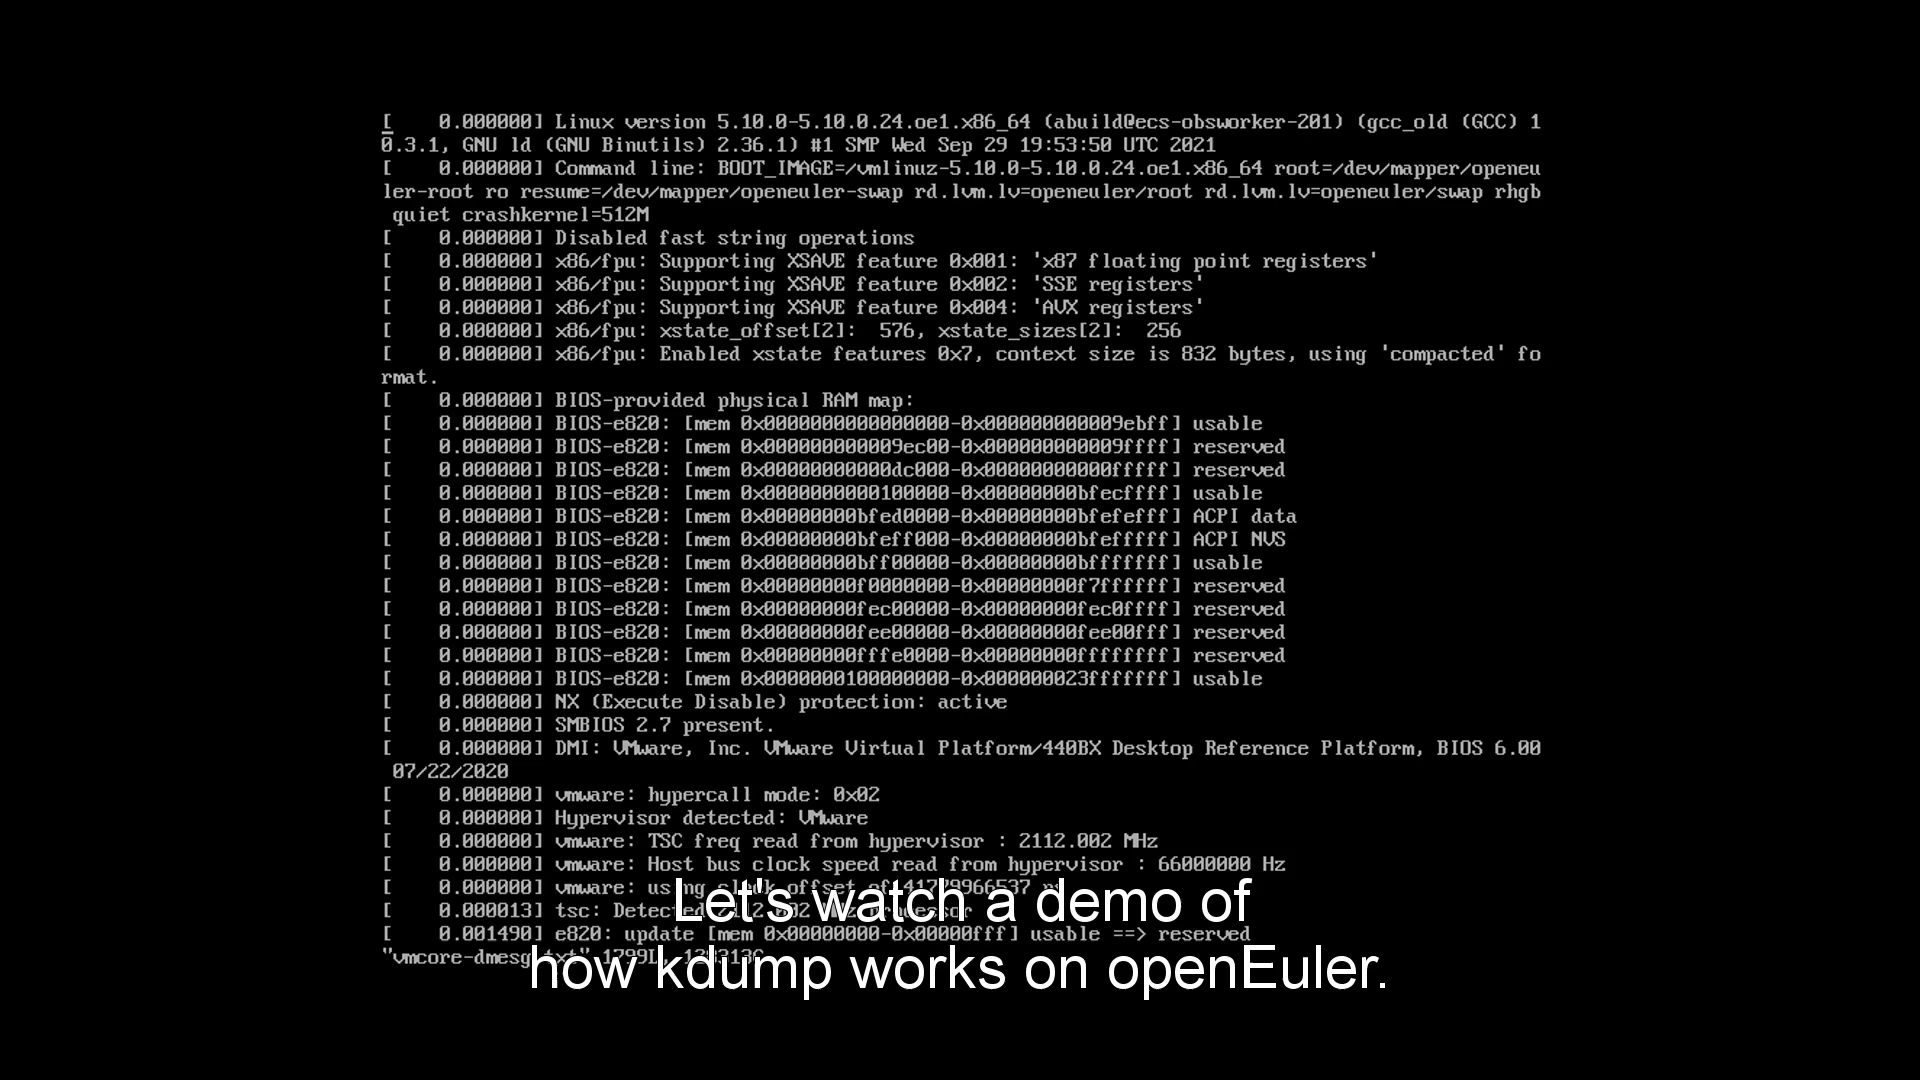 [    0.000000] Linux version 5.10.0-5.10.0.24.oe1.x86_64 (abuild@ecs-obsworker-201) (gcc_old (GCC) 1
0.3.1, GNU ld (GNU Binutils) 2.36.1) #1 SMP Wed Sep 29 19:53:50 UTC 2021
[    0.000000] Command line: BOOT_IMAGE=/vmlinuz-5.10.0-5.10.0.24.oe1.x86_64 root=/dev/mapper/openeu
ler-root ro resume=/dev/mapper/openeuler-swap rd.lvm.lv=openeuler/root rd.lvm.lv=openeuler/swap rhgb
 quiet crashkernel=512M
[    0.000000] Disabled fast string operations
[    0.000000] x86/fpu: Supporting XSAVE feature 0x001: 'x87 floating point registers'
[    0.000000] x86/fpu: Supporting XSAVE feature 0x002: 'SSE registers'
[    0.000000] x86/fpu: Supporting XSAVE feature 0x004: 'AVX registers'
[    0.000000] x86/fpu: xstate_offset[2]:  576, xstate_sizes[2]:  256
[    0.000000] x86/fpu: Enabled xstate features 0x7, context size is 832 bytes, using 'compacted' fo
rmat.
[    0.000000] BIOS-provided physical RAM map:
[    0.000000] BIOS-e820: [mem 0x0000000000000000-0x000000000009ebff] usable
[    0.000000] BIOS-e820: [mem 0x000000000009ec00-0x000000000009ffff] reserved
[    0.000000] BIOS-e820: [mem 0x00000000000dc000-0x00000000000fffff] reserved
[    0.000000] BIOS-e820: [mem 0x0000000000100000-0x00000000bfecffff] usable
[    0.000000] BIOS-e820: [mem 0x00000000bfed0000-0x00000000bfefefff] ACPI data
[    0.000000] BIOS-e820: [mem 0x00000000bfeff000-0x00000000bfefffff] ACPI NVS
[    0.000000] BIOS-e820: [mem 0x00000000bff00000-0x00000000bfffffff] usable
[    0.000000] BIOS-e820: [mem 0x00000000f0000000-0x00000000f7ffffff] reserved
[    0.000000] BIOS-e820: [mem 0x00000000fec00000-0x00000000fec0ffff] reserved
[    0.000000] BIOS-e820: [mem 0x00000000fee00000-0x00000000fee00fff] reserved
[    0.000000] BIOS-e820: [mem 0x00000000fffe0000-0x00000000ffffffff] reserved
[    0.000000] BIOS-e820: [mem 0x0000000100000000-0x000000023fffffff] usable
[    0.000000] NX (Execute Disable) protection: active
[    0.000000] SMBIOS 2.7 present.
[    0.000000] DMI: VMware, Inc. VMware Virtual Platform/440BX Desktop Reference Platform, BIOS 6.00
 07/22/2020
[    0.000000] vmware: hypercall mode: 0x02
[    0.000000] Hypervisor detected: VMware
[    0.000000] vmware: TSC freq read from hypervisor : 2112.002 MHz
[    0.000000] vmware: Host bus clock speed read from hypervisor : 66000000 Hz
[    0.000000] vmware: using clock offset of
[    0.000013] tsc: Detected 2112.002 MHz processor
[    0.001490] e820: update [mem 0x00000000-0x00000fff] usable ==> reserved
"vmcore-dmesg.txt" 1799L,
Let's watch a demo of
how kdump works on openEuler.